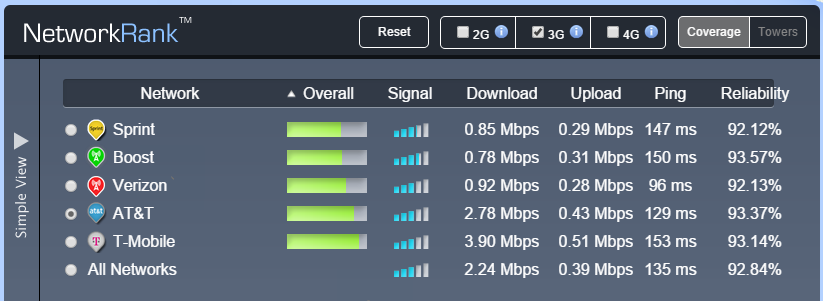 NetworkRank™ Reset 2G i 3G i 4G i Coverage Towers
Network Overall Signal Download Upload Ping Reliability
Sprint Sprint 0.85 Mbps 0.29 Mbps 147 ms 92.12%
Boost 0.78 Mbps 0.31 Mbps 150 ms 93.57%
Verizon 0.92 Mbps 0.28 Mbps 96 ms 92.13%
at&t AT&T 2.78 Mbps 0.43 Mbps 129 ms 93.37%
T T-Mobile 3.90 Mbps 0.51 Mbps 153 ms 93.14%
All Networks 2.24 Mbps 0.39 Mbps 135 ms 92.84%
Simple View